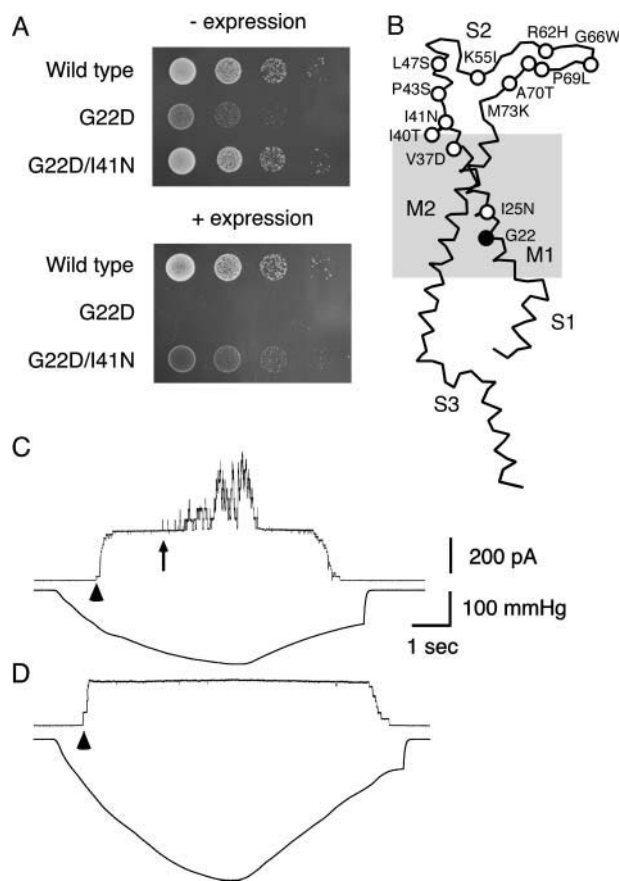 A
- expression
Wild type
G22D
G22D/I41N
+ expression
Wild type
G22D
G22D/I41N
B
S2
R62H
G66W
K55I
L47S
P69L
P43S
A70T
M73K
I41N
I40T
V37D
I25N
M2
G22
M1
S1
S3
C
200 pA
100 mmHg
1 sec
D